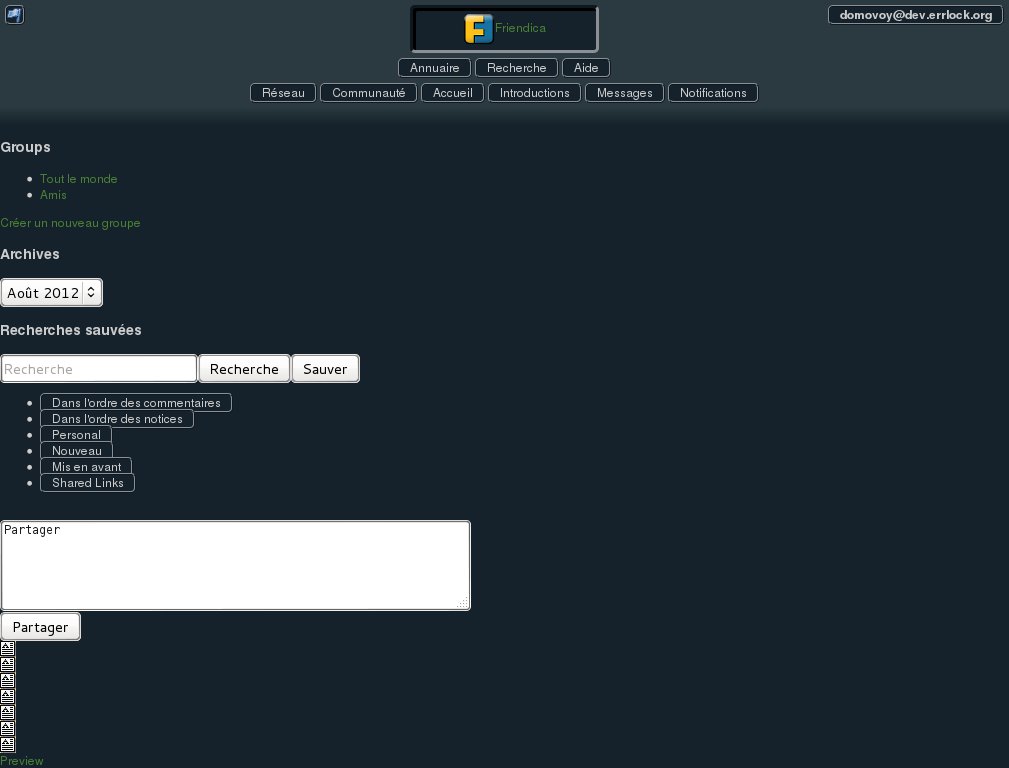 domovoy@dev.errlock.org
Friendica
Annuaire Recherche Aide
Réseau Communauté Accueil Introductions Messages Notifications
Groups
Tout le monde
Amis
Créer un nouveau groupe
Archives
Août 2012
Recherches sauvées
Recherche Recherche Sauver
Dans l'ordre des commentaires
Dans l'ordre des notices
Personal
Nouveau
Mis en avant
Shared Links
Partager
Partager
Preview